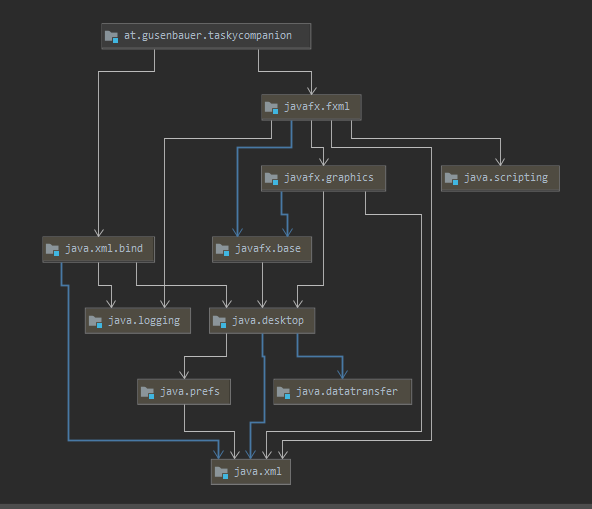 at.gusenbauer.taskycompanion
javafx.fxml
javafx.graphics
java.scripting
java.xml.bind
javafx.base
java.logging
java.desktop
java.prefs
java.datatransfer
java.xml